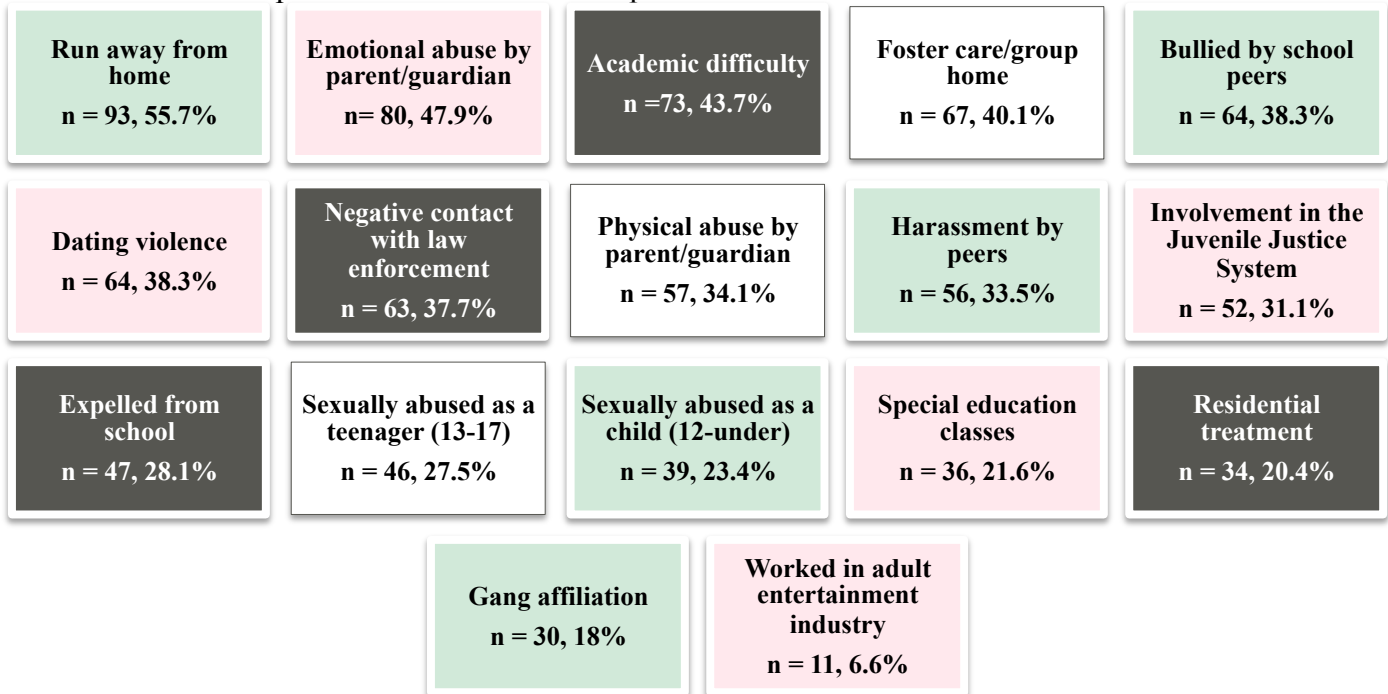 Run away from
home
n = 93, 55.7%
Emotional abuse by
parent/guardian
n= 80, 47.9%
Academic difficulty
n =73, 43.7%
Foster care/group
home
n = 67, 40.1%
Bullied by school
peers
n = 64, 38.3%
Dating violence
n = 64, 38.3%
Negative contact
with law
enforcement
n = 63, 37.7%
Physical abuse by
parent/guardian
n = 57, 34.1%
Harassment by
peers
n = 56, 33.5%
Involvement in the
Juvenile Justice
System
n = 52, 31.1%
Expelled from
school
n = 47, 28.1%
Sexually abused as a
teenager (13-17)
n = 46, 27.5%
Sexually abused as a
child (12-under)
n = 39, 23.4%
Special education
classes
n = 36, 21.6%
Residential
treatment
n = 34, 20.4%
Gang affiliation
n = 30, 18%
Worked in adult
entertainment
industry
n = 11, 6.6%